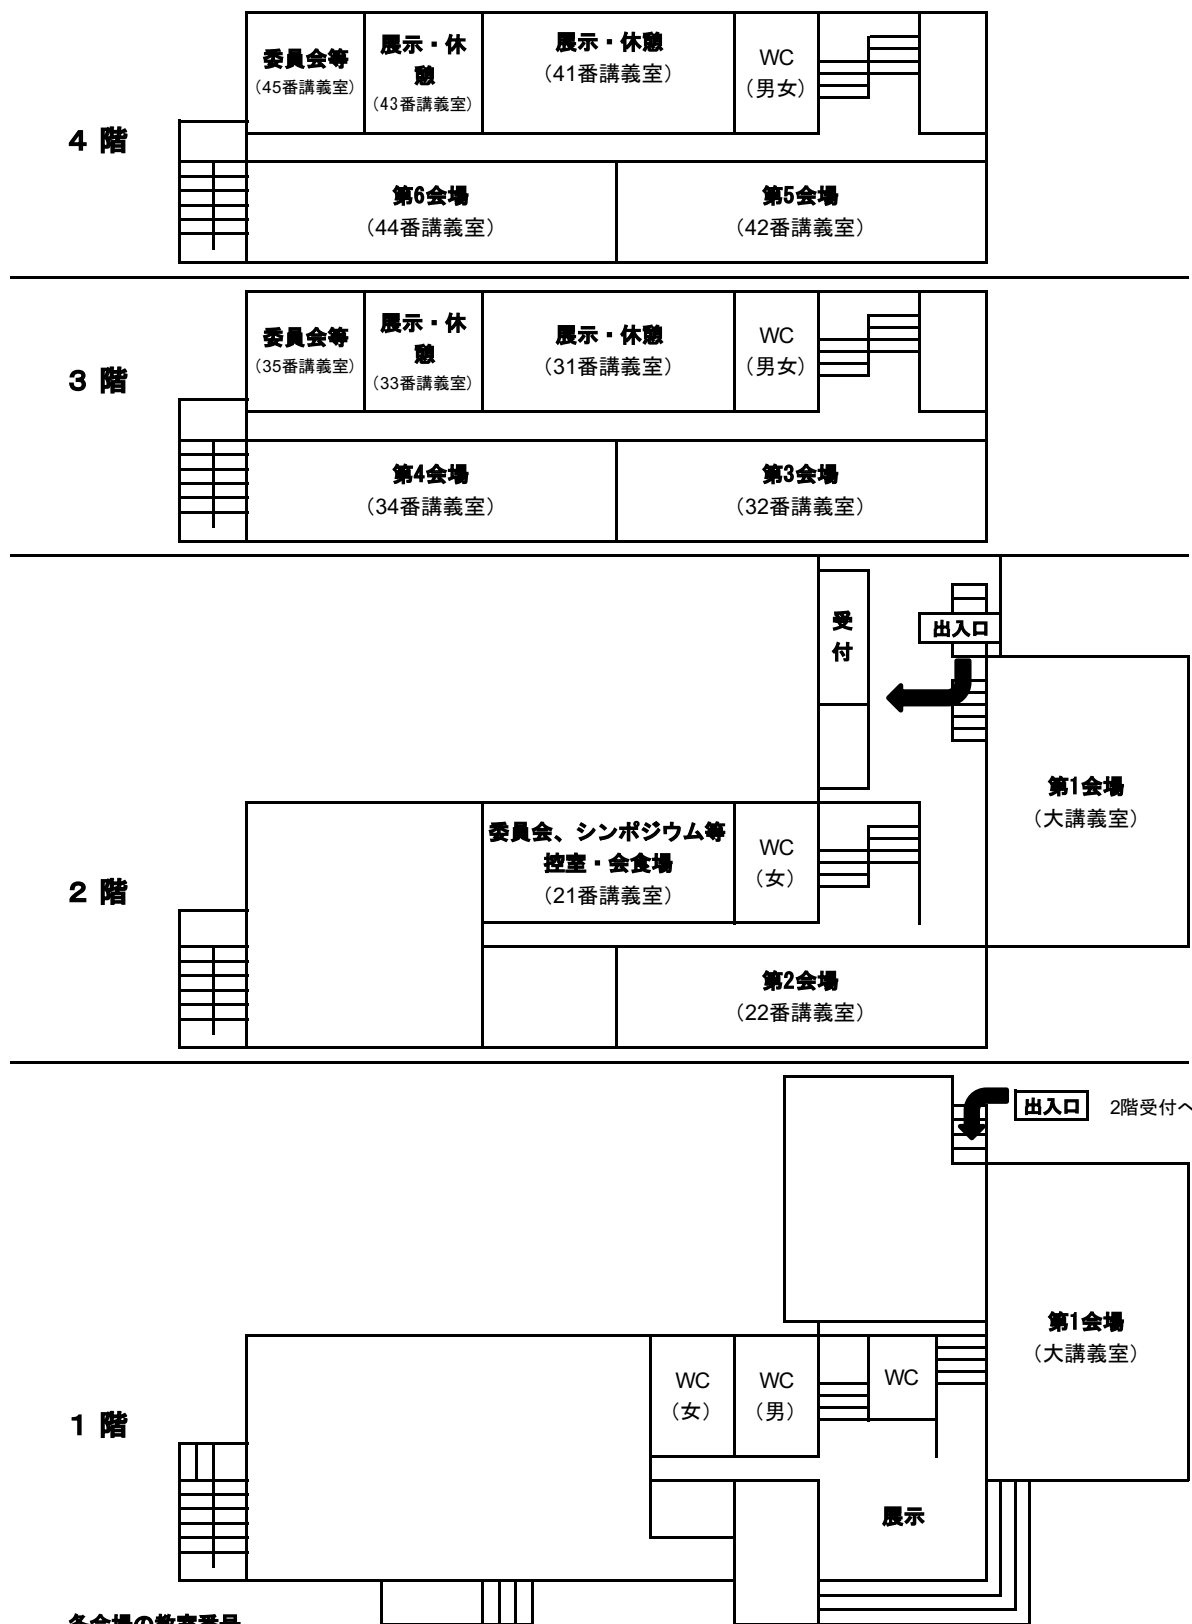 委員会等
(45番講義室)
展示・休
憩
(43番講義室)
展示・休憩
(41番講義室)
WC
(男女)
4 階
第6会場
(44番講義室)
第5会場
(42番講義室)
委員会等
(35番講義室)
展示・休
憩
(33番講義室)
展示・休憩
(31番講義室)
WC
(男女)
3 階
第4会場
(34番講義室)
第3会場
(32番講義室)
受
付
出入口
第1会場
(大講義室)
委員会、シンポジウム等
控室・会食場
(21番講義室)
WC
(女)
2 階
第2会場
(22番講義室)
出入口 2階受付へ
第1会場
(大講義室)
WC
(女)
WC
(男)
WC
1 階
展示
各会場の教室番号